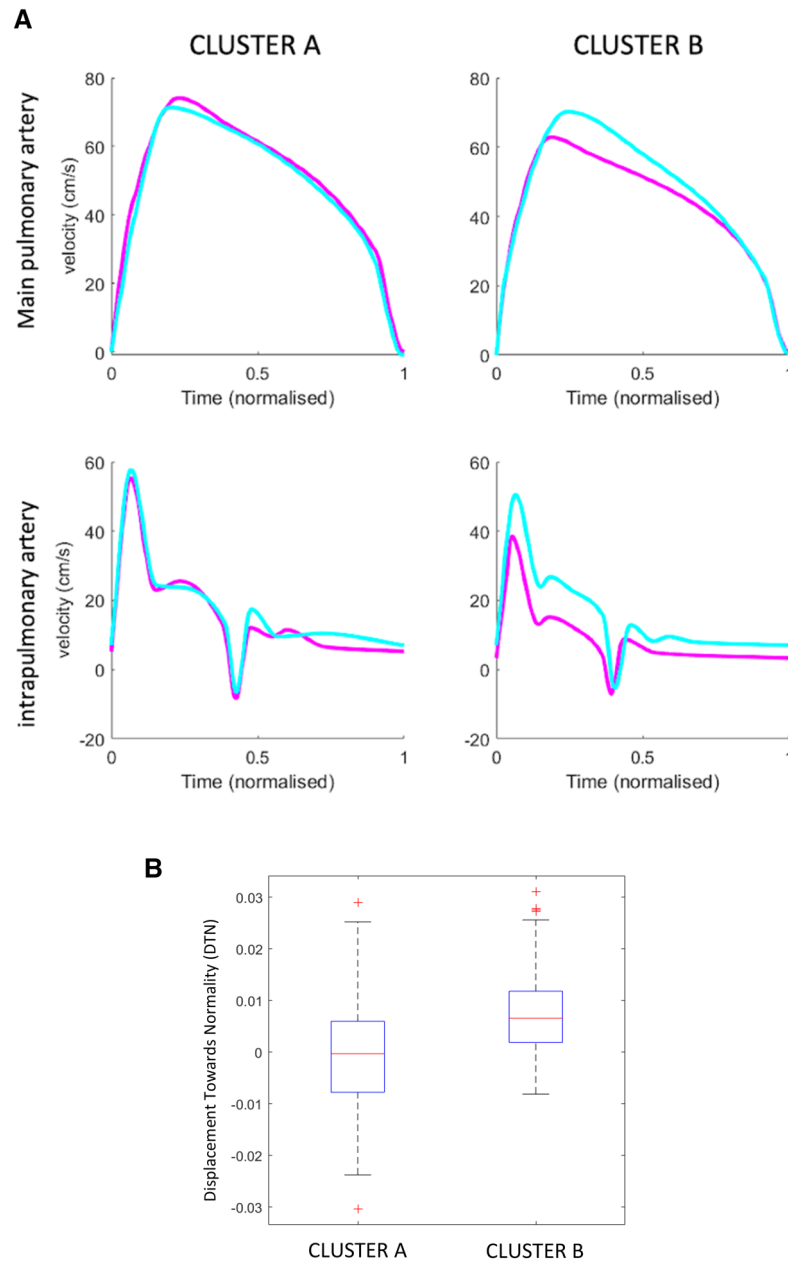 A
CLUSTER A
CLUSTER B
Main pulmonary artery
velocity (cm/s)
80
60
40
20
0
0
0.5
1
Time (normalised)
80
60
40
20
0
0
0.5
1
Time (normalised)
intrapulmonary artery
velocity (cm/s)
60
40
20
0
-20
0
0.5
1
Time (normalised)
60
40
20
0
-20
0
0.5
1
Time (normalised)
B
Displacement Towards Normality (DTN)
0.03
0.02
0.01
0
-0.01
-0.02
-0.03
CLUSTER A
CLUSTER B